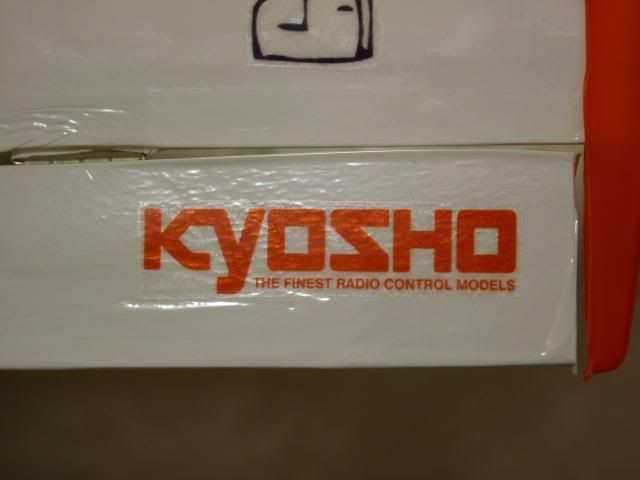 KYOSHO
THE FINEST RADIO CONTROL MODELS